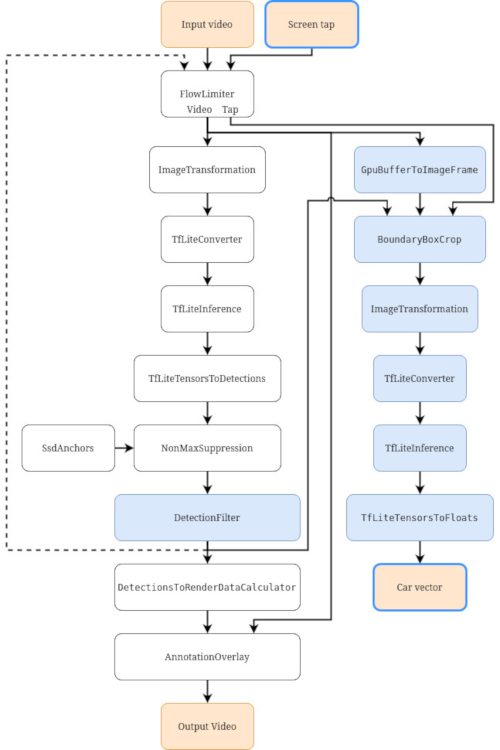 Input video
Screen tap
FlowLimiter
Video Tap
ImageTransformation
GpuBufferToImageFrame
TfLiteConverter
BoundaryBoxCrop
TfLiteInference
ImageTransformation
TfLiteTensorsToDetections
TfLiteConverter
SsdAnchors
NonMaxSuppression
TfLiteInference
DetectionFilter
TfLiteTensorsToFloats
DetectionsToRenderDataCalculator
Car vector
AnnotationOverlay
Output Video